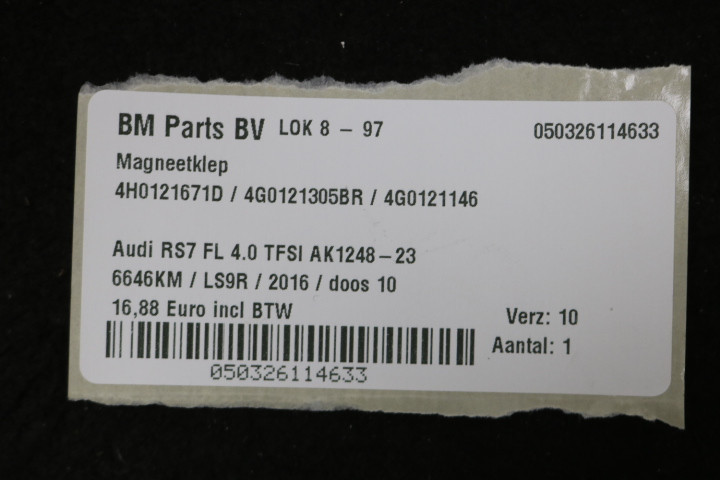 BM Parts BV LOK 8 - 97 050326114633
Magneetklep
4H0121671D / 4G0121305BR / 4G0121146
Audi RS7 FL 4.0 TFSI AK1248-23
6646KM / LS9R / 2016 / doos 10
16,88 Euro incl BTW
Verz: 10
Aantal: 1
050326114633